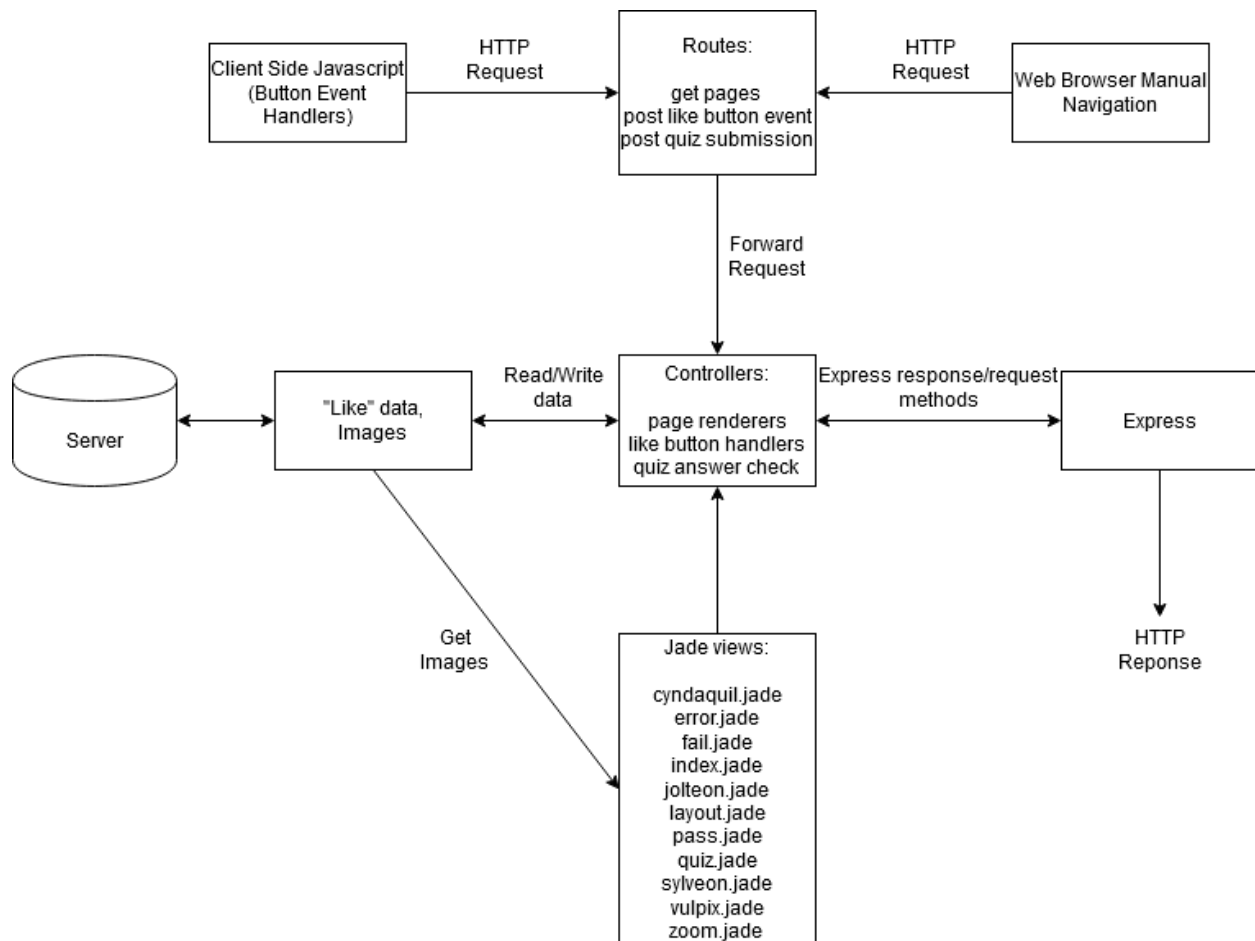 HTTP
Request
Client Side Javascript
(Button Event
Handlers)
Routes:
get pages
post like button event
post quiz submission
HTTP
Request
Web Browser Manual
Navigation
Forward
Request
Server
"Like" data,
Images
Read/Write
data
Controllers:
page renderers
like button handlers
quiz answer check
Express response/request
methods
Express
Get
Images
HTTP
Reponse
Jade views:
cyndaquil.jade
error.jade
fail.jade
index.jade
jolteon.jade
layout.jade
pass.jade
quiz.jade
sylveon.jade
vulpix.jade
zoom.jade